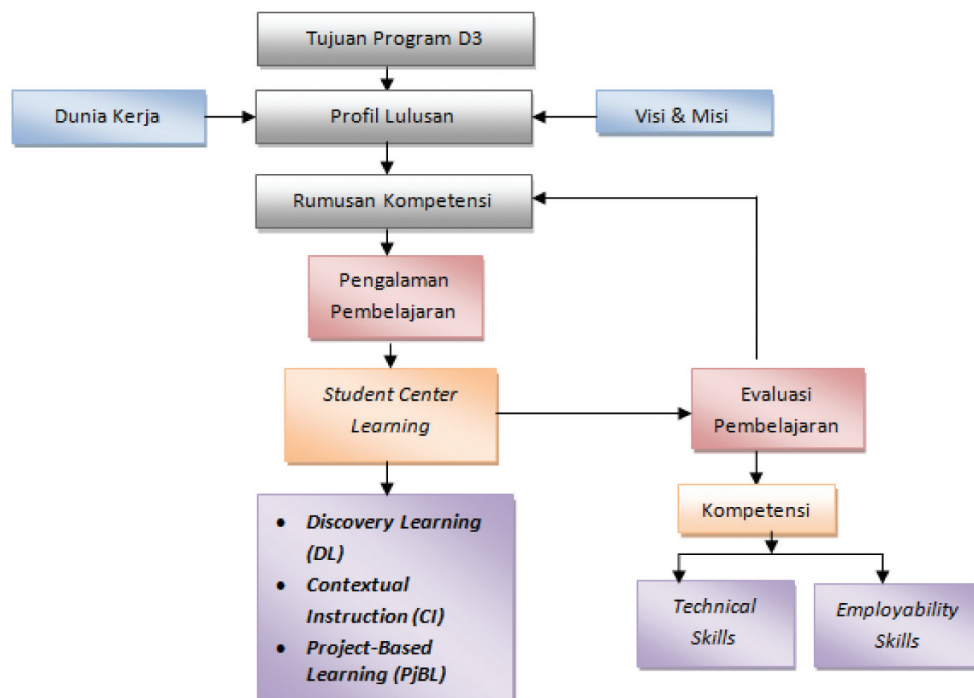 Tujuan Program D3
Dunia Kerja
Profil Lulusan
Visi & Misi
Rumusan Kompetensi
Pengalaman
Pembelajaran
Student Center
Learning
Evaluasi
Pembelajaran
• Discovery Learning
(DL)
• Contextual
Instruction (CI)
• Project-Based
Learning (PjBL)
Kompetensi
Technical
Skills
Employability
Skills